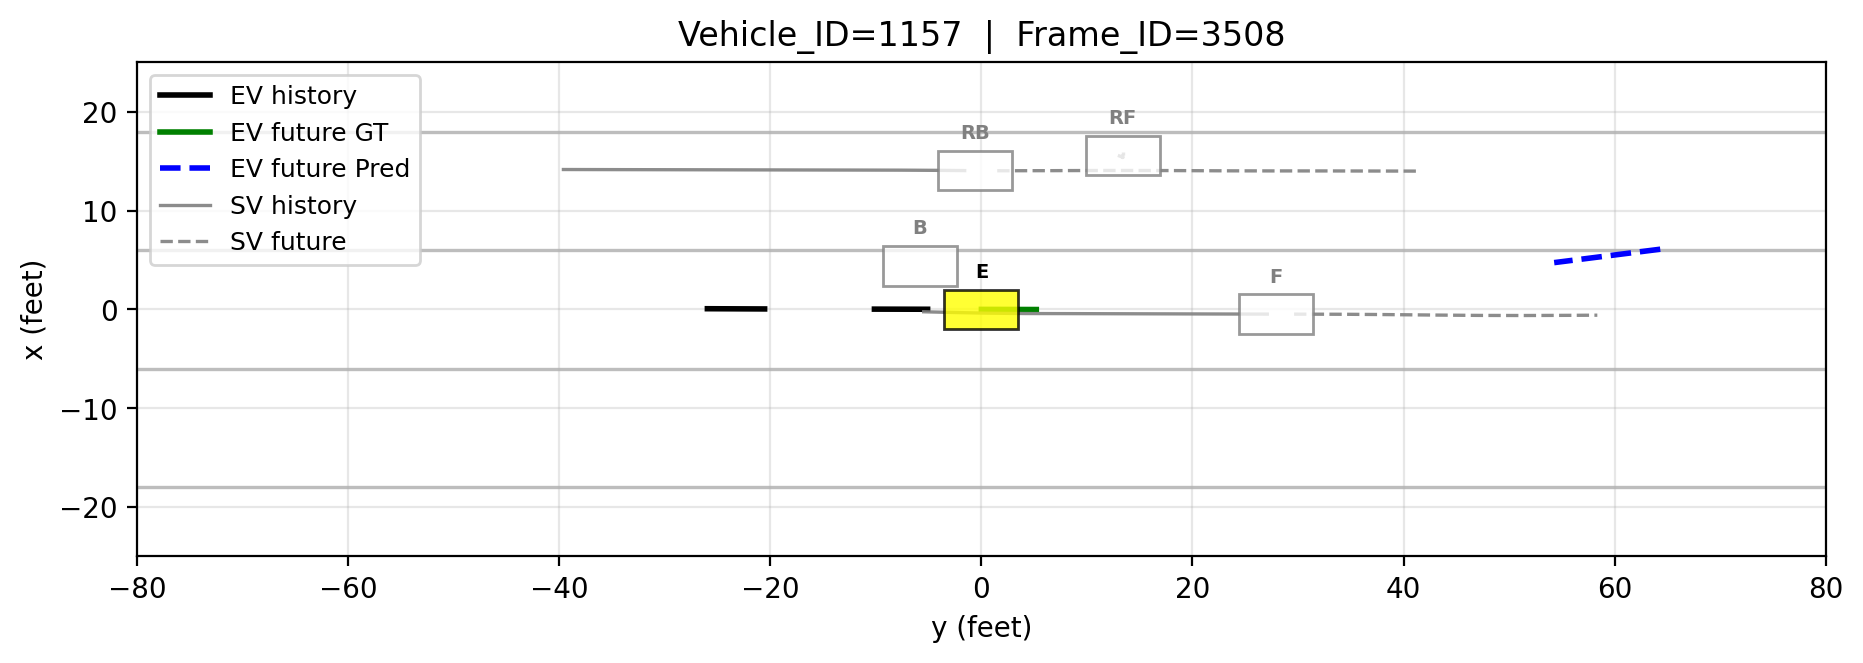 Vehicle_ID=1157  |  Frame_ID=3508
EV history
EV future GT
EV future Pred
SV history
SV future
RB
RF
B
E
F
x (feet)
20
10
0
−10
−20
−80
−60
−40
−20
0
20
40
60
80
y (feet)